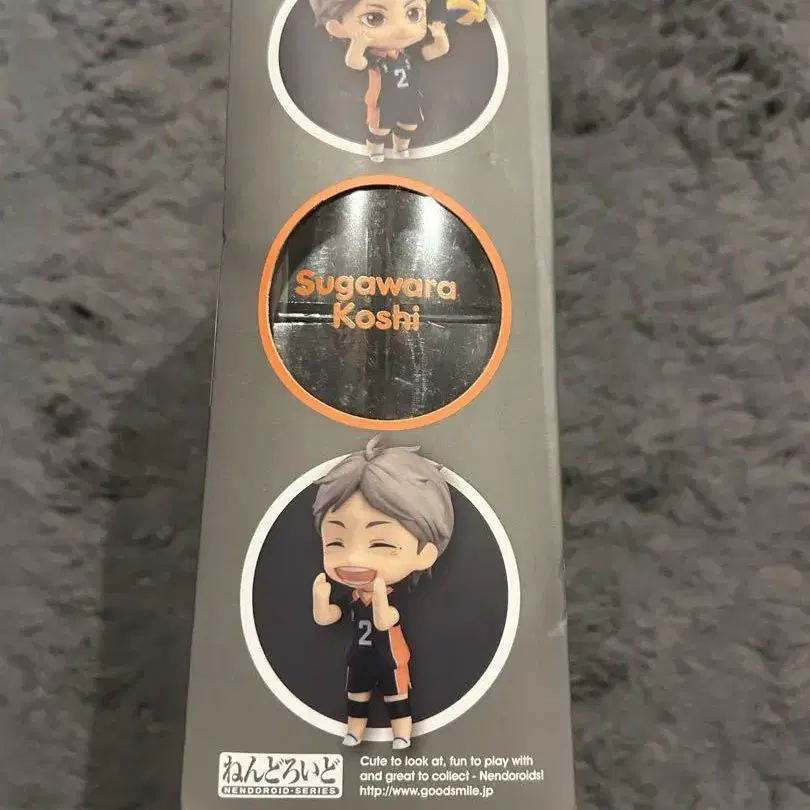 2
Sugawara
Koshi
2
ねんどろいど
NENDOROID·SERIES
Cute to look at, fun to play with
and great to collect - Nendoroids!
http://www.goodsmile.jp